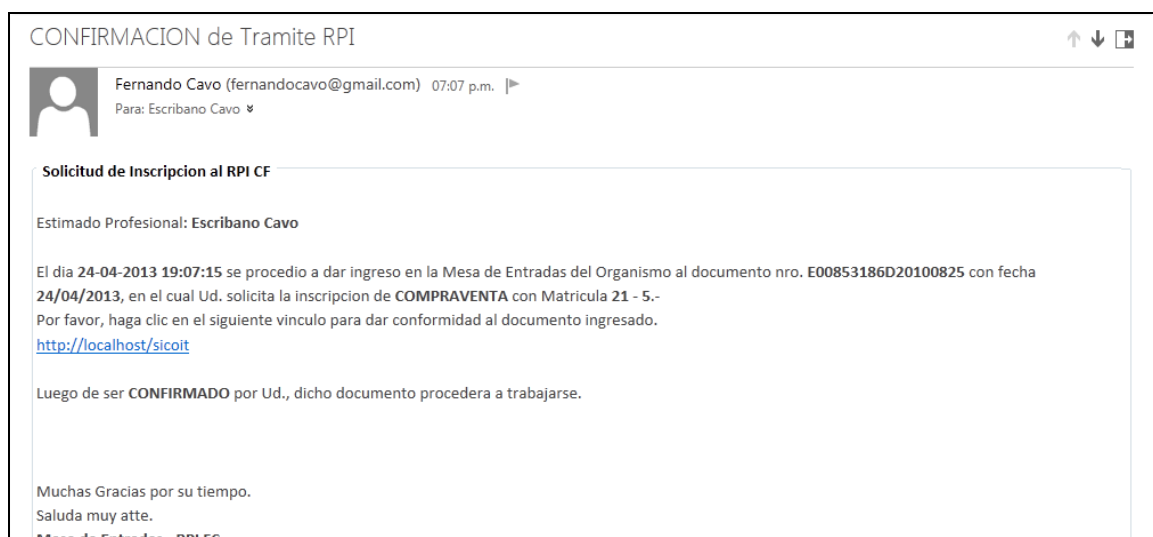 CONFIRMACION de Tramite RPI
Fernando Cavo (fernandocavo@gmail.com) 07:07 p.m.
Para: Escribano Cavo
Solicitud de Inscripcion al RPI CF
Estimado Profesional: Escribano Cavo
El dia 24-04-2013 19:07:15 se procedio a dar ingreso en la Mesa de Entradas del Organismo al documento nro. E00853186D20100825 con fecha
24/04/2013, en el cual Ud. solicita la inscripcion de COMPRAVENTA con Matricula 21 - 5.-
Por favor, haga clic en el siguiente vinculo para dar conformidad al documento ingresado.
http://localhost/sicoit
Luego de ser CONFIRMADO por Ud., dicho documento procedera a trabajarse.
Muchas Gracias por su tiempo.
Saluda muy atte.
Mesa de Entradas - RPI